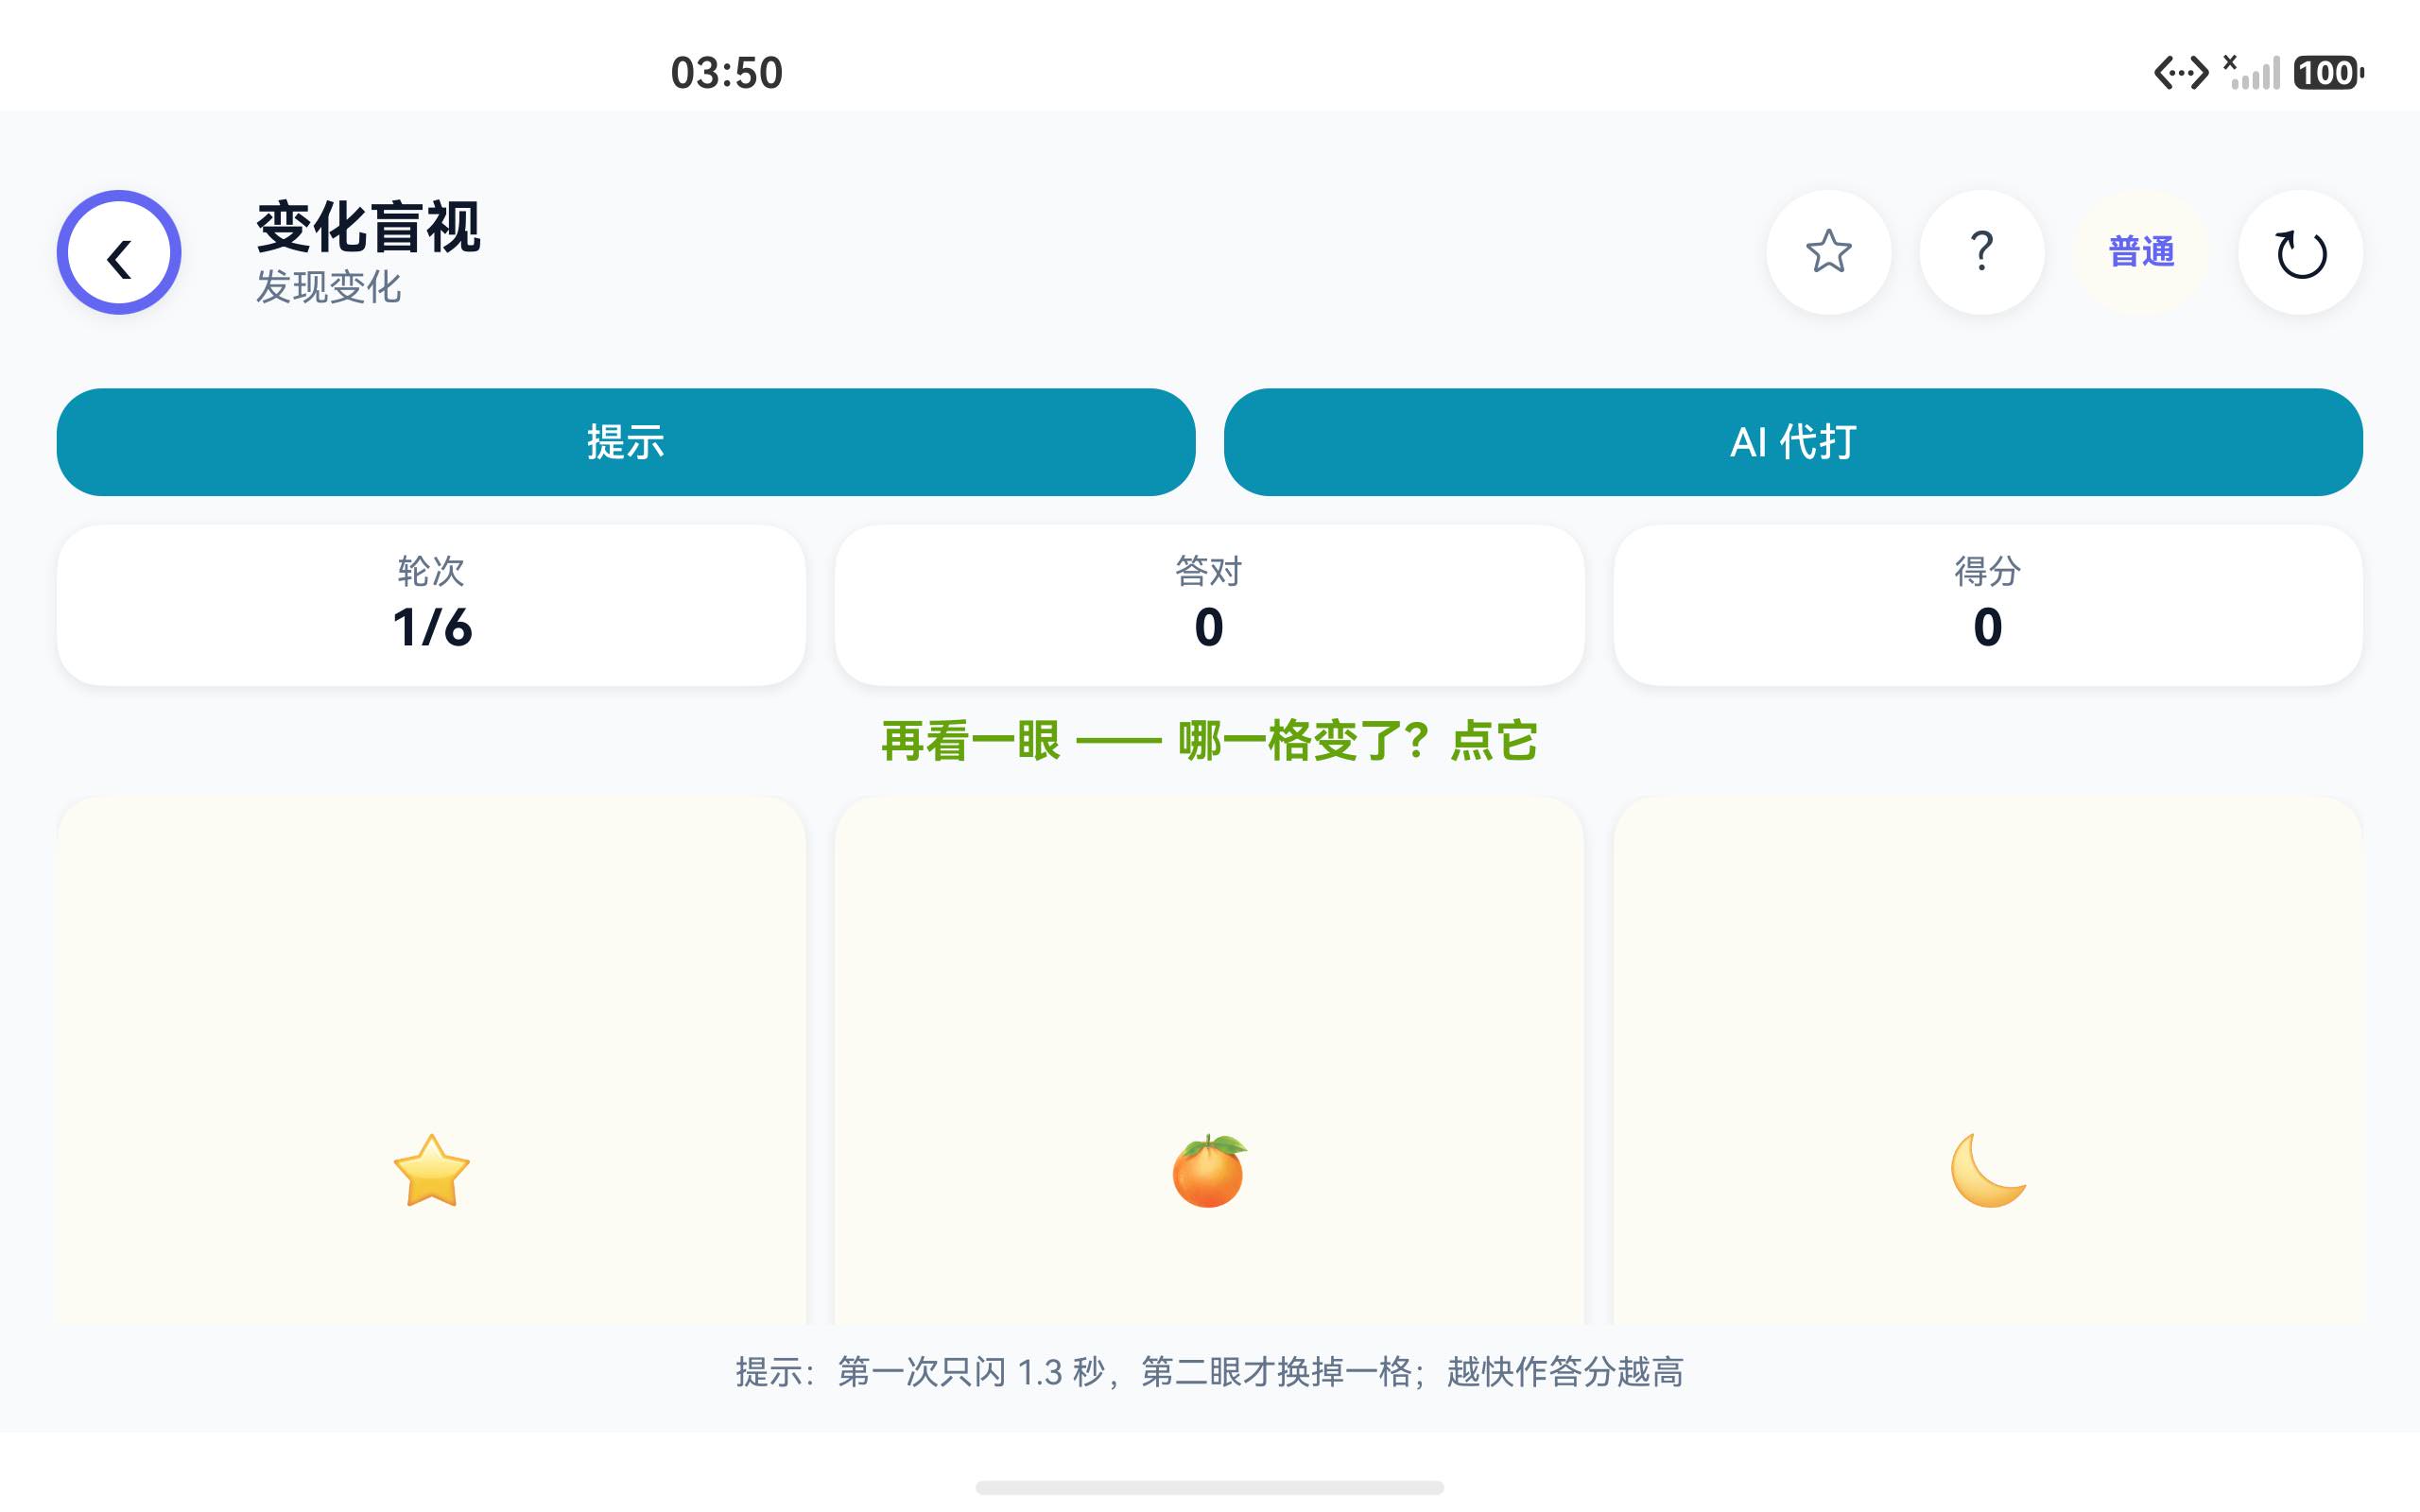 03:50
100
变化盲视
发现变化
?
普通
提示
AI 代打
轮次
答对
得分
1/6
0
0
再看一眼 —— 哪一格变了？点它
提示：第一次只闪 1.3 秒，第二眼才换掉一格；越快作答分越高